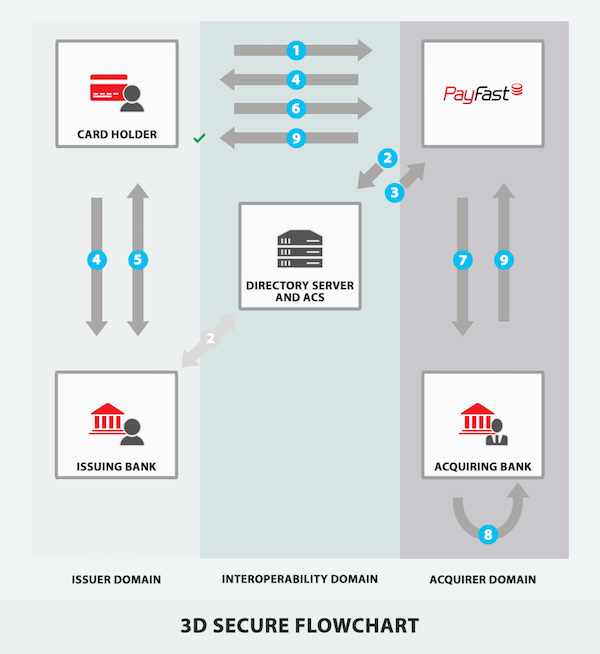 1
4
6
9
CARD HOLDER
PayFast
2
3
4
5
DIRECTORY SERVER
AND ACS
7
9
2
ISSUING BANK
ACQUIRING BANK
8
ISSUER DOMAIN
INTEROPERABILITY DOMAIN
ACQUIRER DOMAIN
3D SECURE FLOWCHART